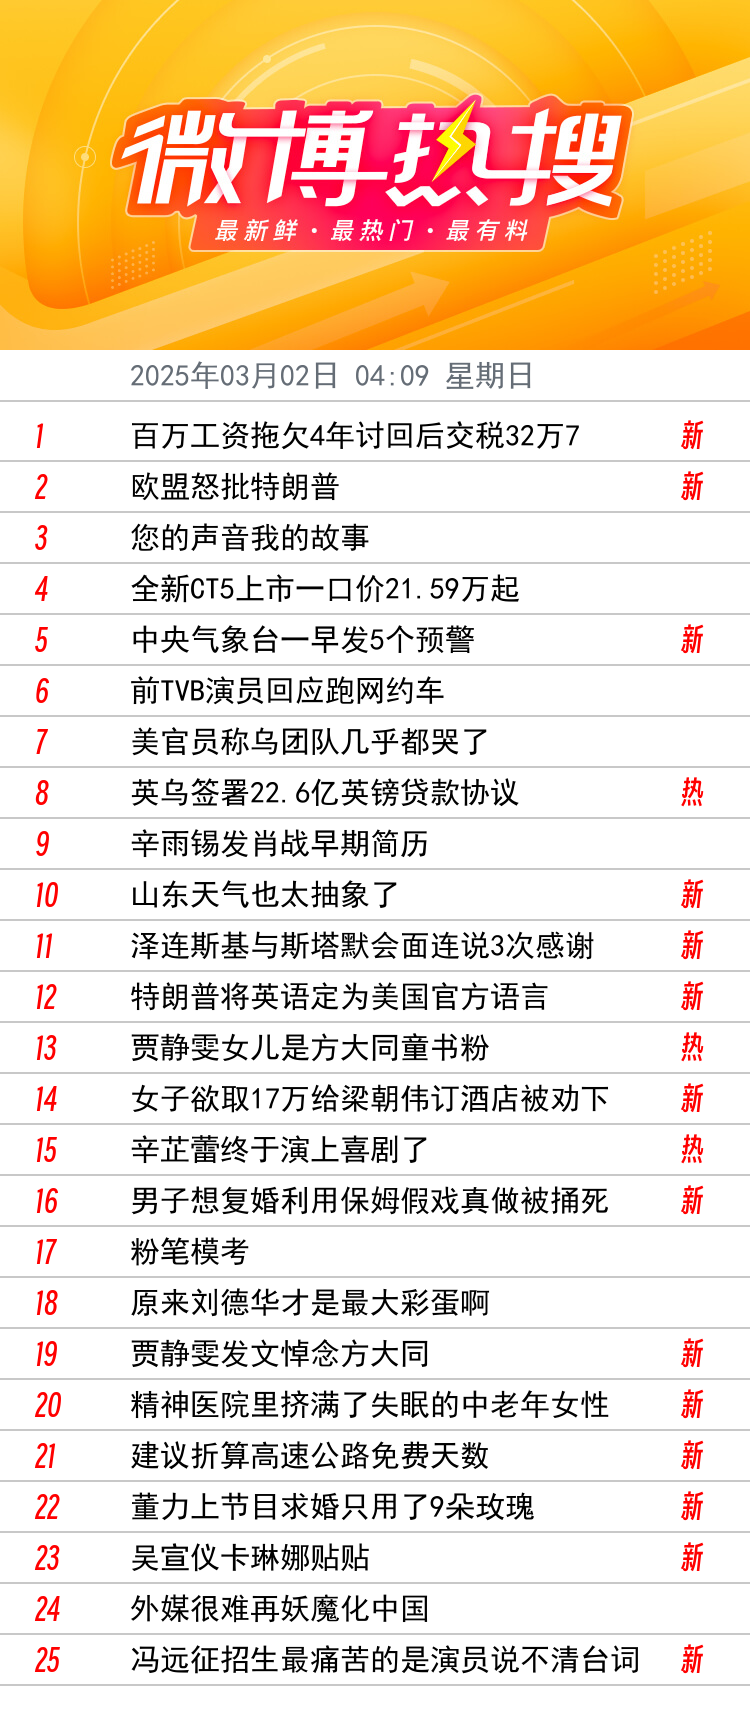 微博热搜
最新鲜·最热门·最有料
2025年03月02日 04:09 星期日
1 百万工资拖欠4年讨回后交税32万7 新
2 欧盟怒批特朗普 新
3 您的声音我的故事
4 全新CT5上市一口价21.59万起
5 中央气象台一早发5个预警 新
6 前TVB演员回应跑网约车
7 美官员称乌团队几乎都哭了
8 英乌签署22.6亿英镑贷款协议 热
9 辛雨锡发肖战早期简历
10 山东天气也太抽象了 新
11 泽连斯基与斯塔默会面连说3次感谢 新
12 特朗普将英语定为美国官方语言 新
13 贾静雯女儿是方大同童书粉 热
14 女子欲取17万给梁朝伟订酒店被劝下 新
15 辛芷蕾终于演上喜剧了 热
16 男子想复婚利用保姆假戏真做被捅死 新
17 粉笔模考
18 原来刘德华才是最大彩蛋啊
19 贾静雯发文悼念方大同 新
20 精神医院里挤满了失眠的中老年女性 新
21 建议折算高速公路免费天数 新
22 董力上节目求婚只用了9朵玫瑰 新
23 吴宣仪卡琳娜贴贴 新
24 外媒很难再妖魔化中国
25 冯远征招生最痛苦的是演员说不清台词 新